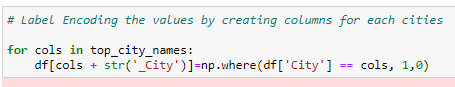 # Label Encoding the values by creating columns for each cities
for cols in top_city_names:
    df[cols + str('_City')]=np.where(df['City'] == cols, 1,0)